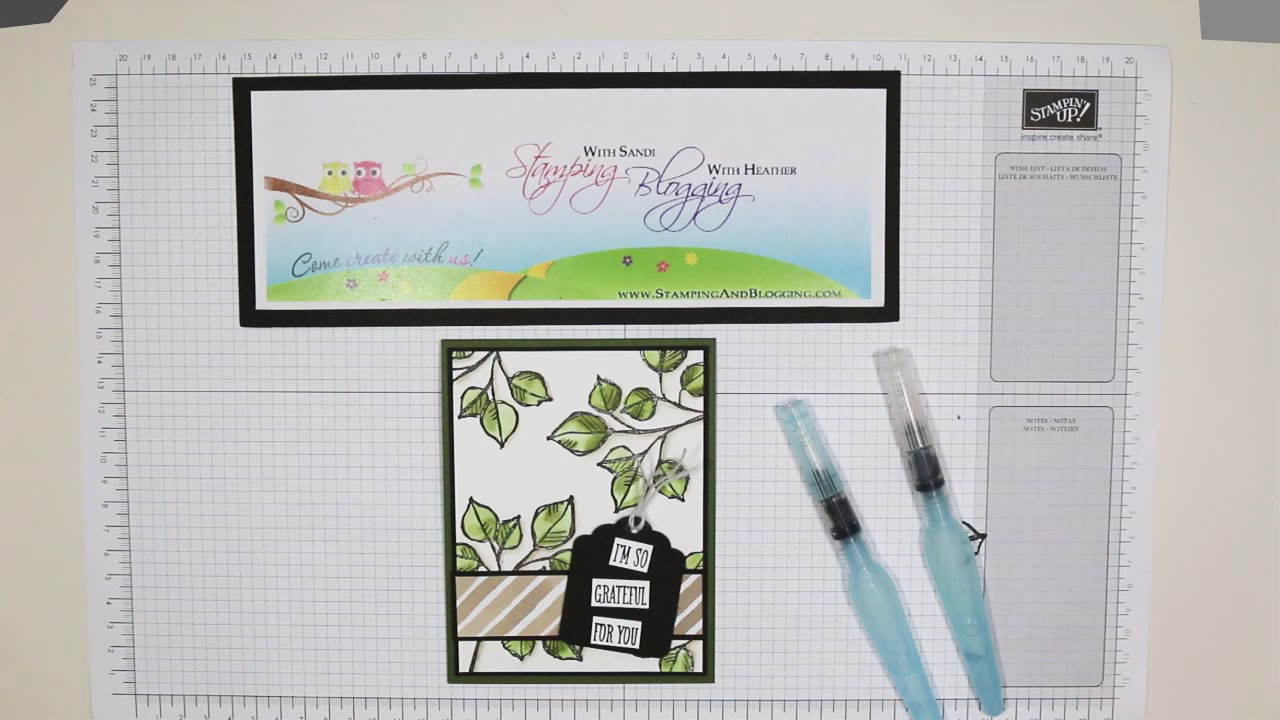 WITH SANDI
Stamping
WITH HEATHER
Blogging
Come create with us!
WWW.STAMPINGANDBLOGGING.COM
STAMPIN' UP!
inspire. create. share.®
WISH LIST • LISTA DE DESEOS
LISTE DE SOUHAITS • WUNSCHLISTE
NOTES • NOTAS
NOTES • NOTIZEN
I'M SO
GRATEFUL
FOR YOU